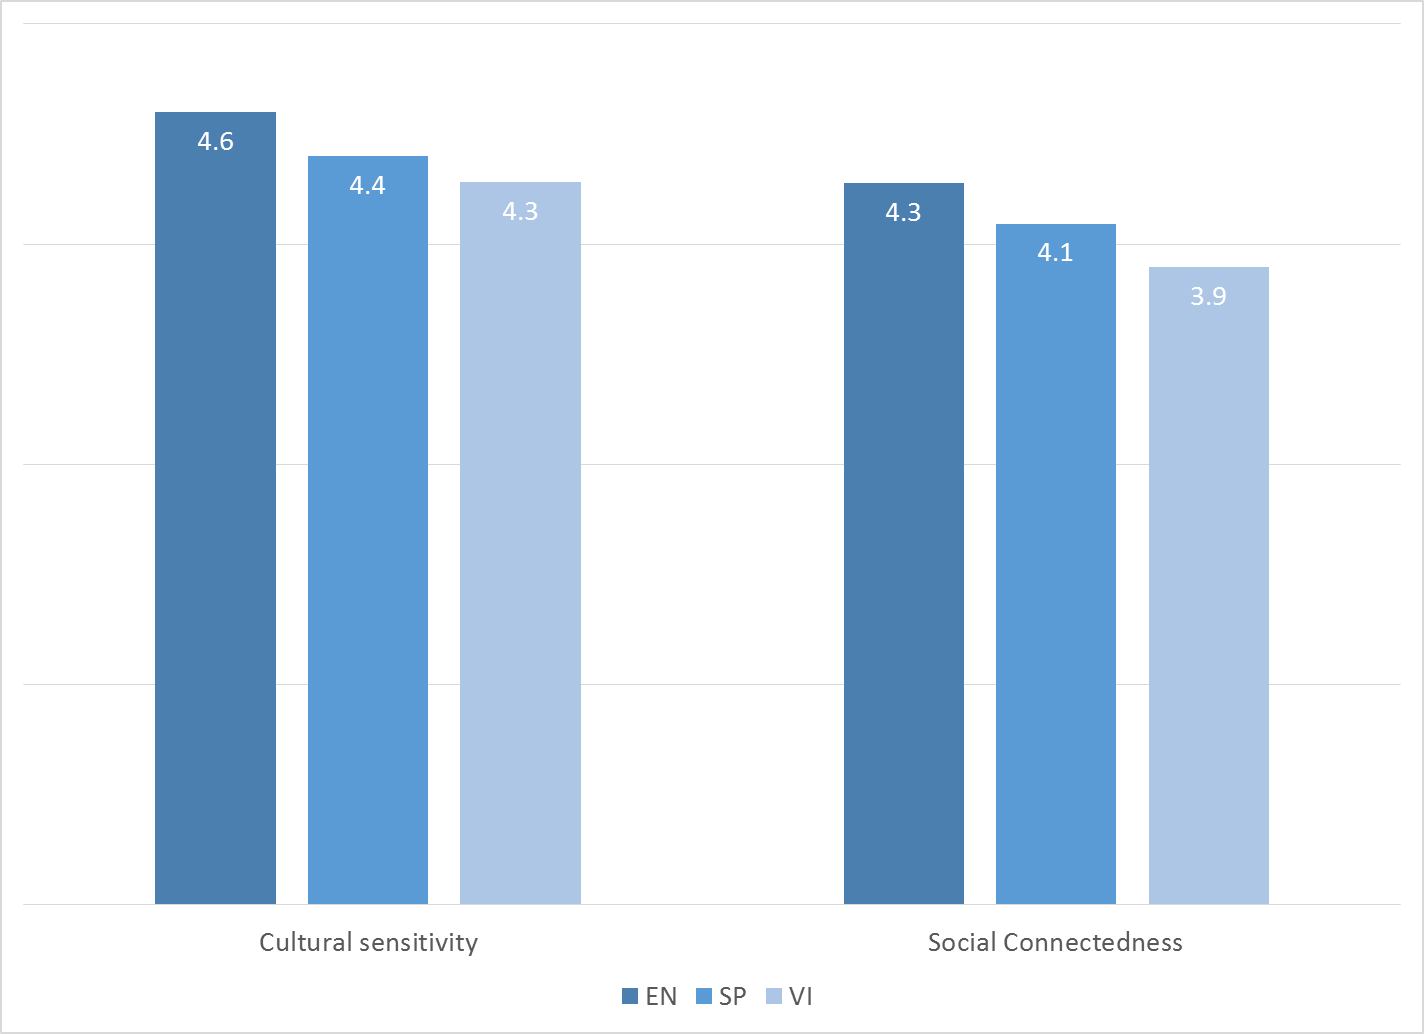 4.6
4.4
4.3
4.3
4.1
3.9
Cultural sensitivity
Social Connectedness
EN SP VI